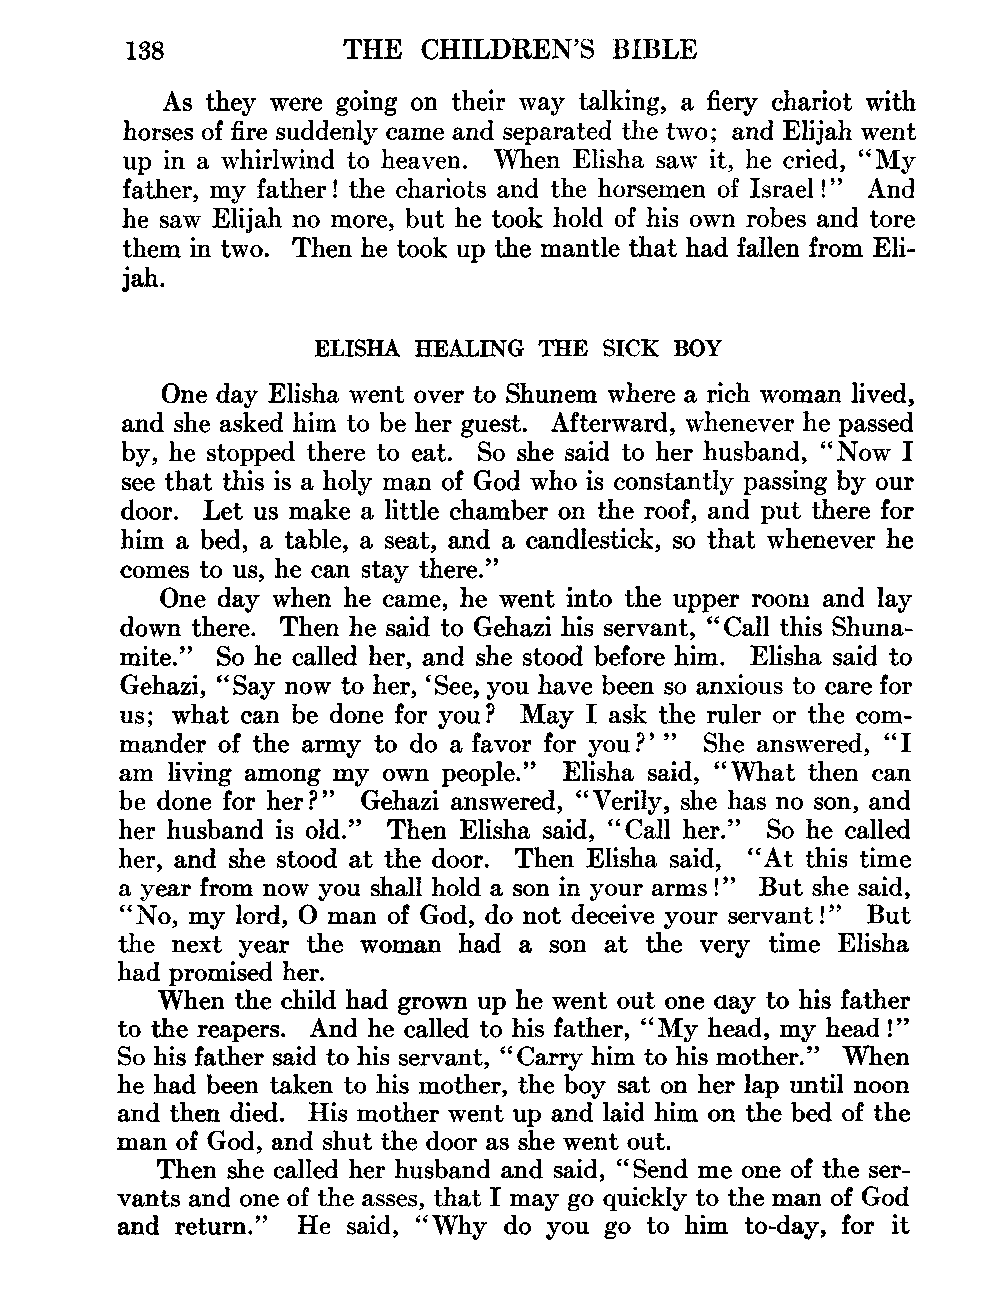 138 THE CHILDREN'S BIBLE
As they were going on their way talking, a fiery chariot with
horses of fire suddenly came and separated the two; and Elijah went
up in a whirlwind to heaven. When Elisha saw it, he cried, “My
father, my father! the chariots and the horsemen of Israel!” And
he saw Elijah no more, but he took hold of his own robes and tore
them in two. Then he took up the mantle that had fallen from Eli-
jah.
ELISHA HEALING THE SICK BOY
One day Elisha went over to Shunem where a rich woman lived,
and she asked him to be her guest. Afterward, whenever he passed
by, he stopped there to eat. So she said to her husband, “Now I
see that this is a holy man of God who is constantly passing by our
door. Let us make a little chamber on the roof, and put there for
him a bed, a table, a seat, and a candlestick, so that whenever he
comes to us, he can stay there.”
One day when he came, he went into the upper room and lay
down there. Then he said to Gehazi his servant, “Call this Shuna-
mite.” So he called her, and she stood before him. Elisha said to
Gehazi, “Say now to her, ‘See, you have been so anxious to care for
us; what can be done for you? May I ask the ruler or the com-
mander of the army to do a favor for you?’ ” She answered, “I
am living among my own people.” Elisha said, “What then can
be done for her?” Gehazi answered, “Verily, she has no son, and
her husband is old.” Then Elisha said, “Call her.” So he called
her, and she stood at the door. Then Elisha said, “At this time
a year from now you shall hold a son in your arms!” But she said,
“No, my lord, O man of God, do not deceive your servant!” But
the next year the woman had a son at the very time Elisha
had promised her.
When the child had grown up he went out one day to his father
to the reapers. And he called to his father, “My head, my head!”
So his father said to his servant, “Carry him to his mother.” When
he had been taken to his mother, the boy sat on her lap until noon
and then died. His mother went up and laid him on the bed of the
man of God, and shut the door as she went out.
Then she called her husband and said, “Send me one of the ser-
vants and one of the asses, that I may go quickly to the man of God
and return.” He said, “Why do you go to him to-day, for it